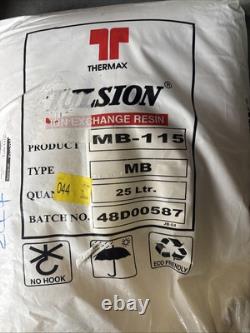 THERMAX
ION EXCHANGE RESIN
PRODUCT MB-115
TYPE MB
044
25 Ltr.
BATCH NO. 48D00587
NO HOOK
ECO FRIENDLY